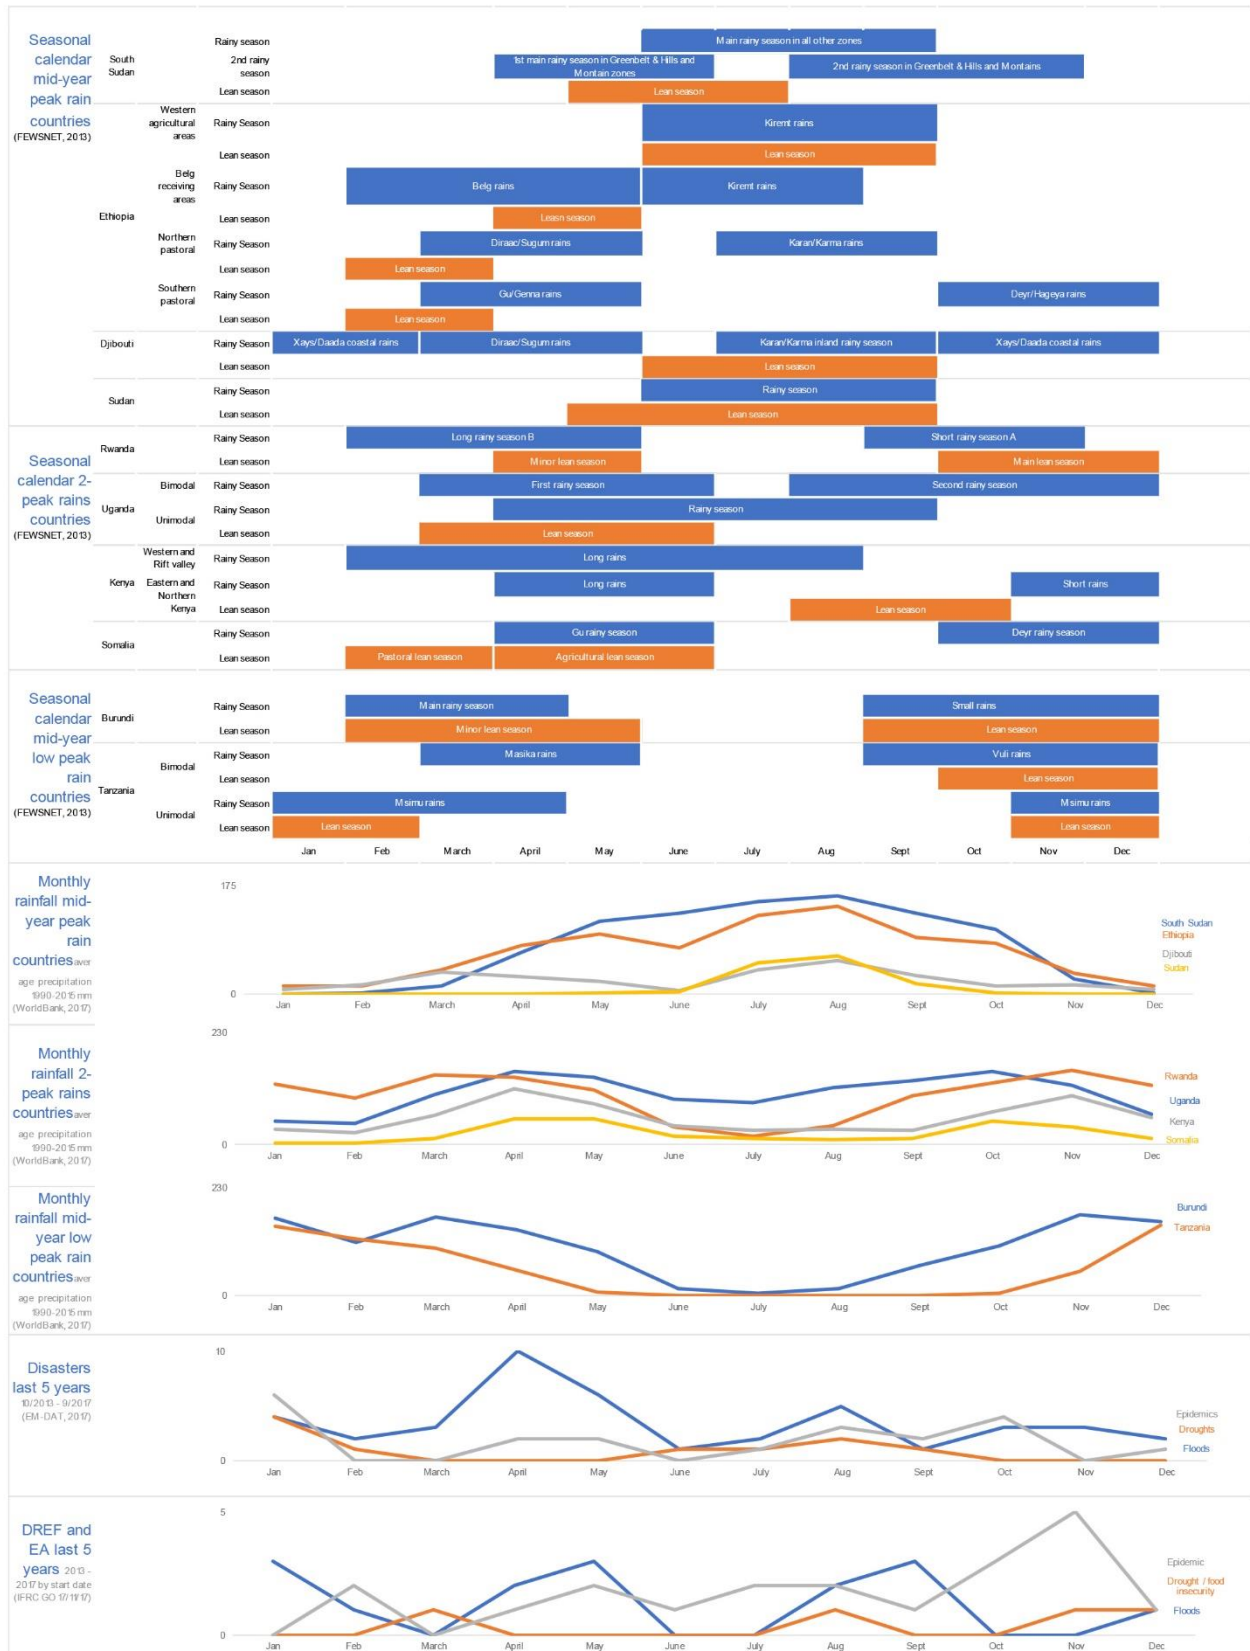 Seasonal
calendar
mid-year
peak rain
countries
(FEWSNET, 2013)
South
Sudan
Rainy season
Main rainy season in all other zones
2nd rainy
season
1st main rainy season in Greenbelt & Hills and
Montain zones
2nd rainy season in Greenbelt & Hills and Montains
Lean season
Lean season
Ethiopia
Western
agricultural
areas
Rainy Season
Kiremt rains
Lean season
Lean season
Belg
receiving
areas
Rainy Season
Belg rains
Kiremt rains
Lean season
Leasn season
Northern
pastoral
Rainy Season
Diraac/Sugum rains
Karan/Karma rains
Lean season
Lean season
Southern
pastoral
Rainy Season
Gu/Genna rains
Deyr/Hageya rains
Lean season
Lean season
Djibouti
Rainy Season
Xays/Daada coastal rains
Diraac/Sugum rains
Karan/Karma inland rainy season
Xays/Daada coastal rains
Lean season
Lean season
Sudan
Rainy Season
Rainy season
Lean season
Lean season
Seasonal
calendar 2-
peak rains
countries
(FEWSNET, 2013)
Rwanda
Rainy Season
Long rainy season B
Short rainy season A
Lean season
Minor lean season
Main lean season
Uganda
Bimodal
Rainy Season
First rainy season
Second rainy season
Unimodal
Rainy Season
Rainy season
Lean season
Lean season
Kenya
Western and
Rift valley
Rainy Season
Long rains
Eastern and
Northern
Kenya
Rainy Season
Long rains
Short rains
Lean season
Lean season
Somalia
Rainy Season
Gu rainy season
Deyr rainy season
Lean season
Pastoral lean season
Agricultural lean season
Seasonal
calendar
mid-year
low peak
rain
countries
(FEWSNET, 2013)
Burundi
Rainy Season
Main rainy season
Small rains
Lean season
Minor lean season
Lean season
Tanzania
Bimodal
Rainy Season
Masika rains
Vuli rains
Lean season
Lean season
Unimodal
Rainy Season
Msimu rains
Msimu rains
Lean season
Lean season
Lean season
Jan Feb March April May June July Aug Sept Oct Nov Dec
Monthly
rainfall mid-
year peak
rain
countries aver
age precipitation
1990-2015 mm
(WorldBank, 2017)
175
0
South Sudan
Ethiopia
Djibouti
Sudan
Jan Feb March April May June July Aug Sept Oct Nov Dec
Monthly
rainfall 2-
peak rains
countries aver
age precipitation
1990-2015 mm
(WorldBank, 2017)
230
0
Rwanda
Uganda
Kenya
Somalia
Jan Feb March April May June July Aug Sept Oct Nov Dec
Monthly
rainfall mid-
year low
peak rain
countries aver
age precipitation
1990-2015 mm
(WorldBank, 2017)
230
0
Burundi
Tanzania
Jan Feb March April May June July Aug Sept Oct Nov Dec
Disasters
last 5 years
10/2013 - 9/2017
(EM-DAT, 2017)
10
0
Epidemics
Droughts
Floods
Jan Feb March April May June July Aug Sept Oct Nov Dec
DREF and
EA last 5
years 2013 -
2017 by start date
(IFRC GO 17/11/17)
5
0
Epidemic
Drought / food
insecurity
Floods
Jan Feb March April May June July Aug Sept Oct Nov Dec